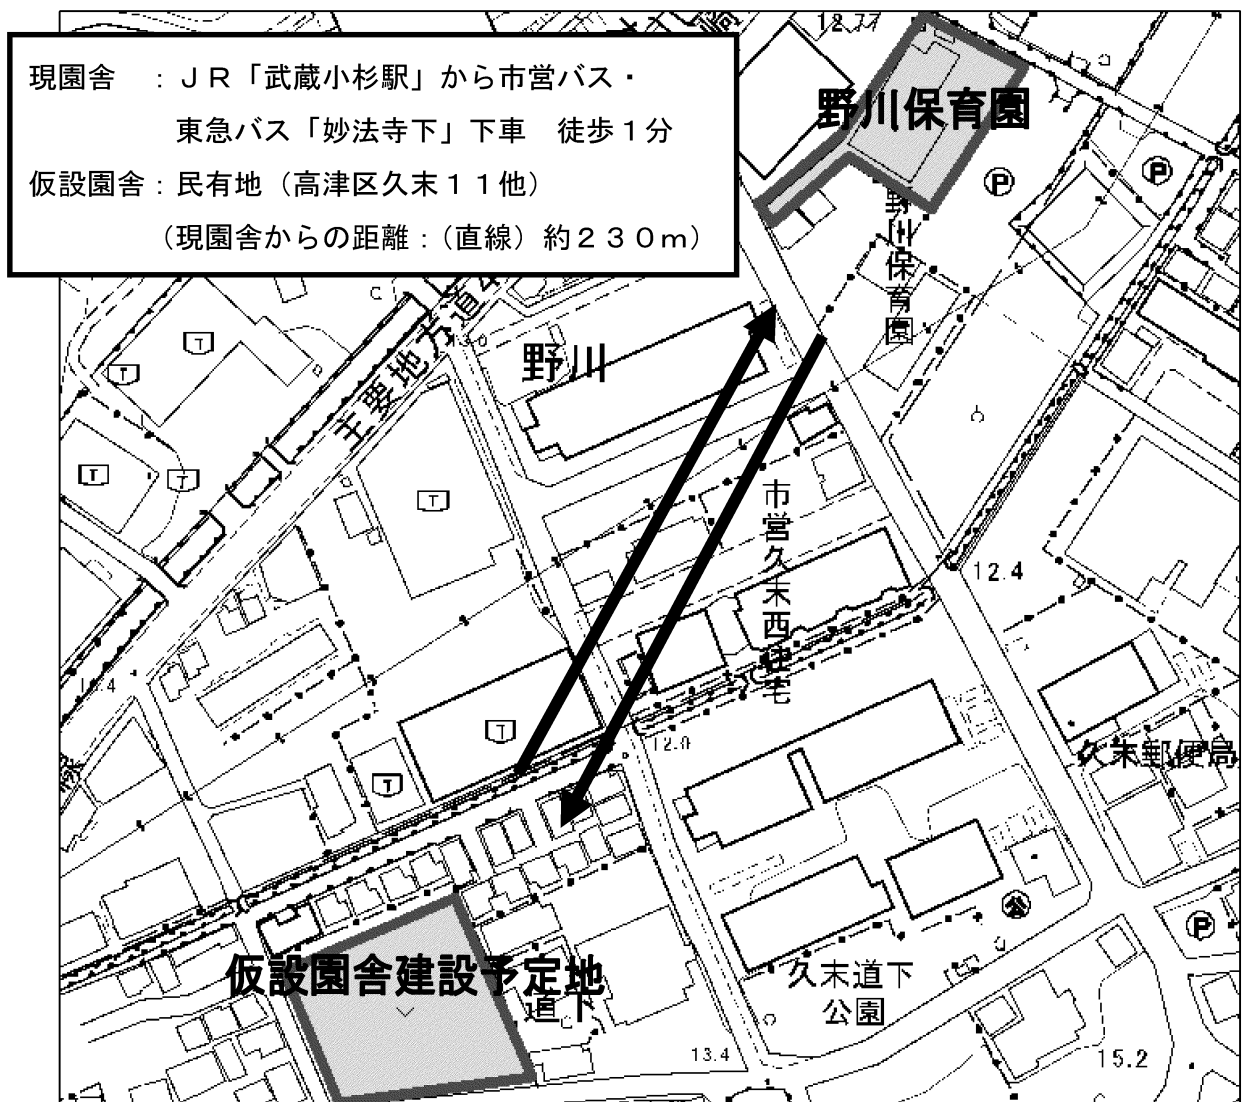 現園舎　：ＪＲ「武蔵小杉駅」から市営バス・
東急バス「妙法寺下」下車　徒歩１分
仮設園舎：民有地（高津区久末１１他）
（現園舎からの距離：（直線）約２３０ｍ）
12.77
野川保育園
P
P
野川保育園
主要地方道
13.0
野川
T
T
T
T
T
市営久末西住宅
12.4
T
T
12.0
久末郵便局
仮設園舎建設予定地
道下
久末道下
公園
P
13.4
15.2